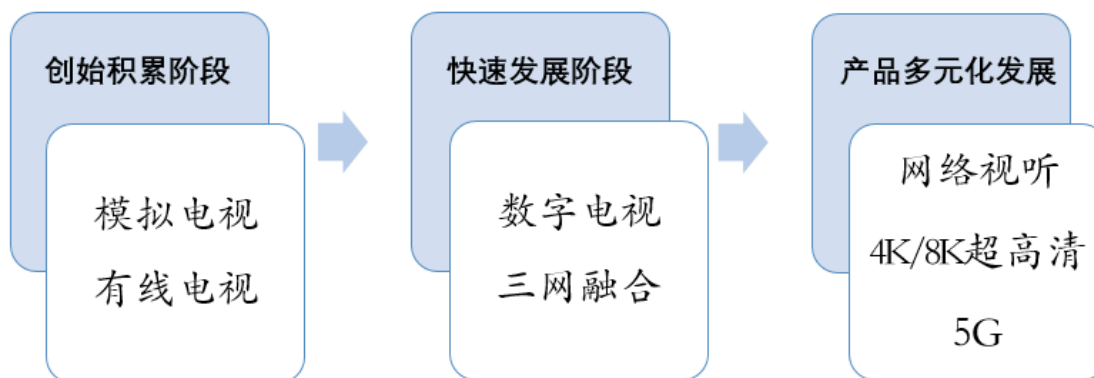 创始积累阶段
模拟电视
有线电视
快速发展阶段
数字电视
三网融合
产品多元化发展
网络视听
4K/8K超高清
5G